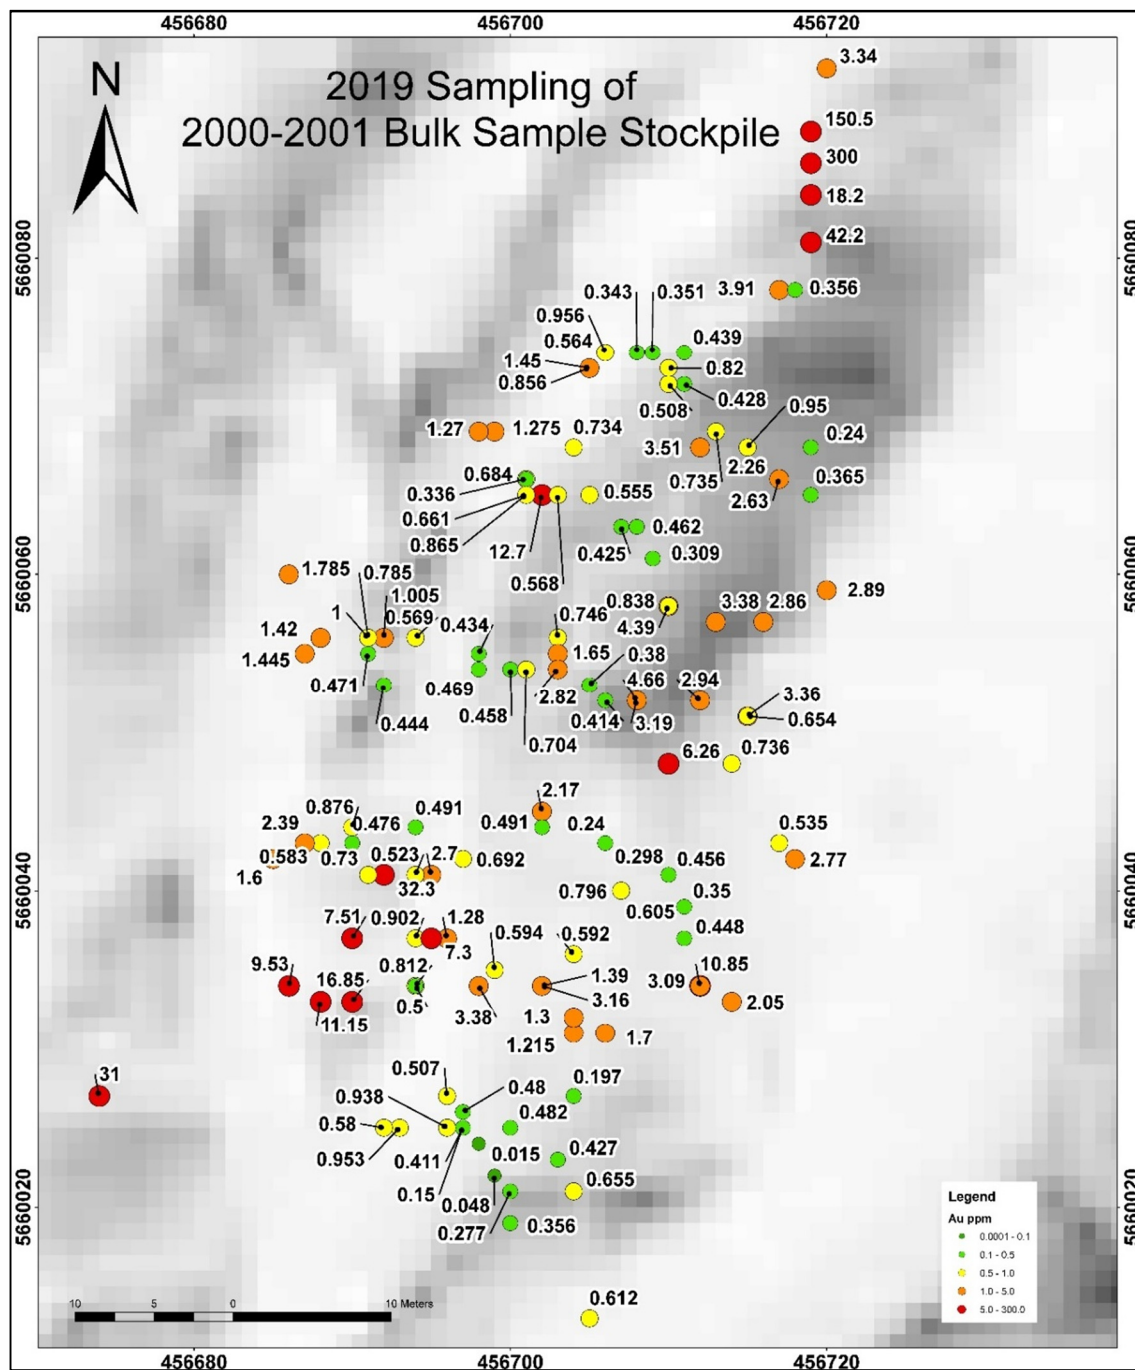 456680 456700 456720
N
2019 Sampling of
2000-2001 Bulk Sample Stockpile
3.34
150.5
300
18.2
42.2
5660080 5660080
0.343 0.351 3.91 0.356
0.956
0.564 0.439
1.45 0.82
0.856
0.508 0.428
0.95
1.27 1.275 0.734 0.24
3.51
2.26
0.684 0.735 0.365
0.336 0.555 2.63
0.661
0.865 0.462
12.7 0.425
0.309
0.568
5660060 5660060
1.785 0.785
1.005 0.838 2.89
1 0.569 0.746 3.38 2.86
0.434 4.39
1.42
1.65 0.38
1.445
0.471 0.469 4.66 2.94
2.82
0.458 3.36
0.444 0.414 3.19 0.654
0.704
6.26 0.736
2.17
0.876 0.491
0.476 0.491 0.24 0.535
2.39
0.583 0.73 0.523 2.7 0.692 0.298 0.456 2.77
1.6 32.3
5660040 5660040
0.796 0.35
0.605
7.51 0.902 1.28
0.448
7.3 0.594 0.592
9.53 0.812 10.85
16.85 1.39 3.09
0.5 3.16 2.05
11.15 3.38 1.3
1.215 1.7
0.507
31 0.48 0.197
0.938
0.58 0.482
0.953 0.411 0.015 0.427
0.15 0.048 0.655
5660020 5660020
0.277 0.356
Legend
Au ppm
0.0001 - 0.1
0.1 - 0.5
0.5 - 1.0
1.0 - 5.0
5.0 - 300.0
0.612
10 5 0 10 Meters
456680 456700 456720